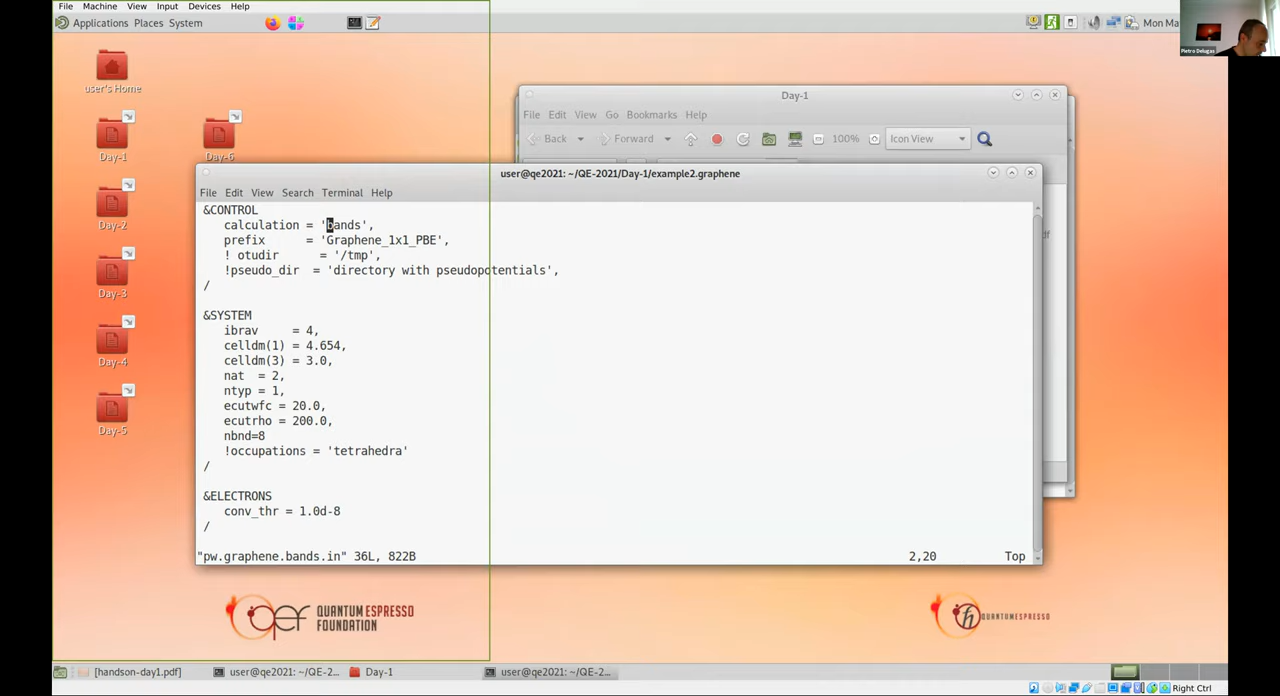 File Machine View Input Devices Help
Applications Places System
Mon Ma
Pietro Delugas
user's Home
Day-1
Day-6
Day-2
Day-3
Day-4
Day-5
Day-1
File Edit View Go Bookmarks Help
Back Forward 100% Icon View
user@qe2021: ~/QE-2021/Day-1/example2.graphene
File Edit View Search Terminal Help
&CONTROL
calculation = 'bands',
prefix = 'Graphene_1x1_PBE',
! otudir = '/tmp',
!pseudo_dir = 'directory with pseudopotentials',
/
&SYSTEM
ibrav = 4,
celldm(1) = 4.654,
celldm(3) = 3.0,
nat = 2,
ntyp = 1,
ecutwfc = 20.0,
ecutrho = 200.0,
nbnd=8
!occupations = 'tetrahedra'
/
&ELECTRONS
conv_thr = 1.0d-8
/
"pw.graphene.bands.in" 36L, 822B 2,20 Top
QUANTUM ESPRESSO
FOUNDATION
QUANTUMESPRESSO
[handson-day1.pdf] user@qe2021: ~/QE-2... Day-1 user@qe2021: ~/QE-2...
Right Ctrl